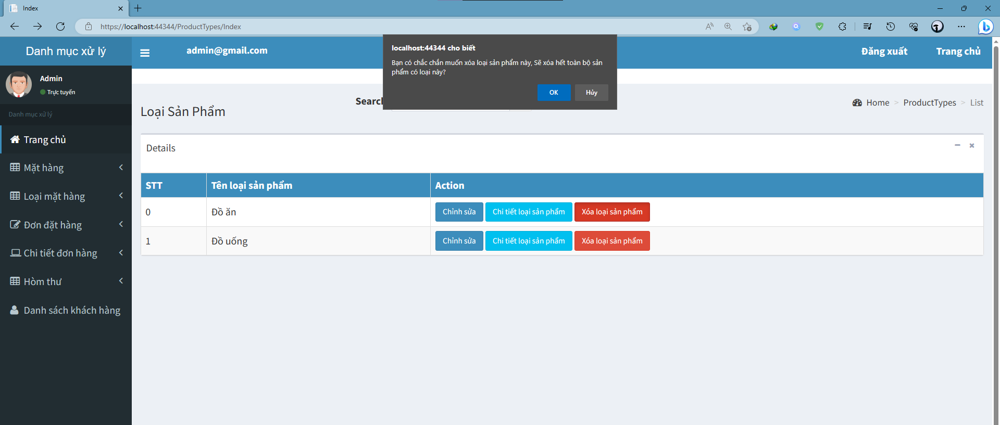 Index
https://localhost:44344/ProductTypes/Index
Danh mục xử lý
admin@gmail.com
Đăng xuất
Trang chủ
localhost:44344 cho biết
Bạn có chắc chắn muốn xóa loại sản phẩm này, Sẽ xóa hết toàn bộ sản
phẩm có loại này?
OK
Hủy
Admin
Trực tuyến
Danh mục xử lý
Trang chủ
Mặt hàng
Loại mặt hàng
Đơn đặt hàng
Chi tiết đơn hàng
Hòm thư
Danh sách khách hàng
Loại Sản Phẩm
Home > ProductTypes > List
Details
STT Tên loại sản phẩm Action
0 Đồ ăn Chỉnh sửa Chi tiết loại sản phẩm Xóa loại sản phẩm
1 Đồ uống Chỉnh sửa Chi tiết loại sản phẩm Xóa loại sản phẩm